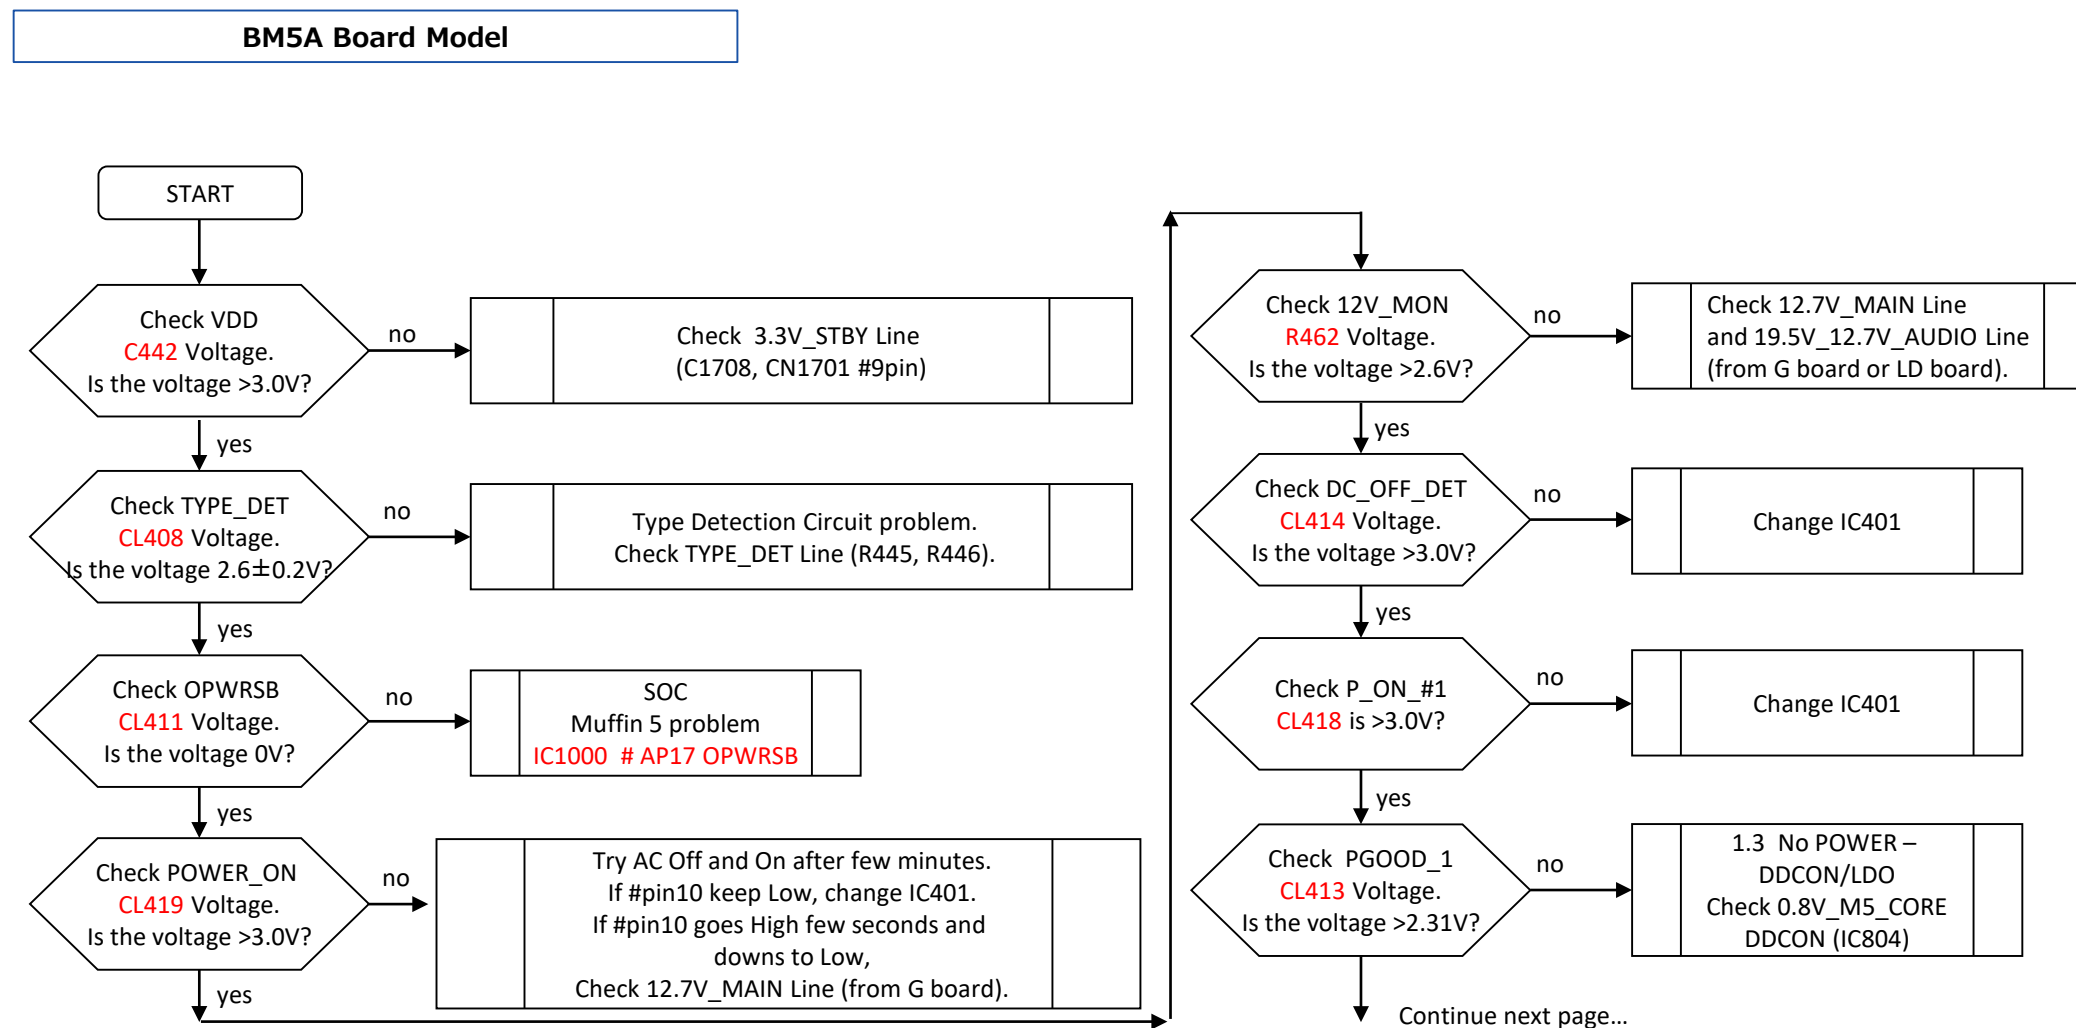 BM5A Board Model
START
Check VDD
C442 Voltage.
Is the voltage >3.0V?
no
Check  3.3V_STBY Line
(C1708, CN1701 #9pin)
yes
Check TYPE_DET
CL408 Voltage.
Is the voltage 2.6±0.2V?
no
Type Detection Circuit problem.
Check TYPE_DET Line (R445, R446).
yes
Check OPWRSB
CL411 Voltage.
Is the voltage 0V?
no
SOC
Muffin 5 problem
IC1000  # AP17 OPWRSB
yes
Check POWER_ON
CL419 Voltage.
Is the voltage >3.0V?
no
Try AC Off and On after few minutes.
If #pin10 keep Low, change IC401.
If #pin10 goes High few seconds and
downs to Low,
Check 12.7V_MAIN Line (from G board).
yes
Check 12V_MON
R462 Voltage.
Is the voltage >2.6V?
no
Check 12.7V_MAIN Line
and 19.5V_12.7V_AUDIO Line
(from G board or LD board).
yes
Check DC_OFF_DET
CL414 Voltage.
Is the voltage >3.0V?
no
Change IC401
yes
Check P_ON_#1
CL418 is >3.0V?
no
Change IC401
yes
Check  PGOOD_1
CL413 Voltage.
Is the voltage >2.31V?
no
1.3  No POWER –
DDCON/LDO
Check 0.8V_M5_CORE
DDCON (IC804)
Continue next page...